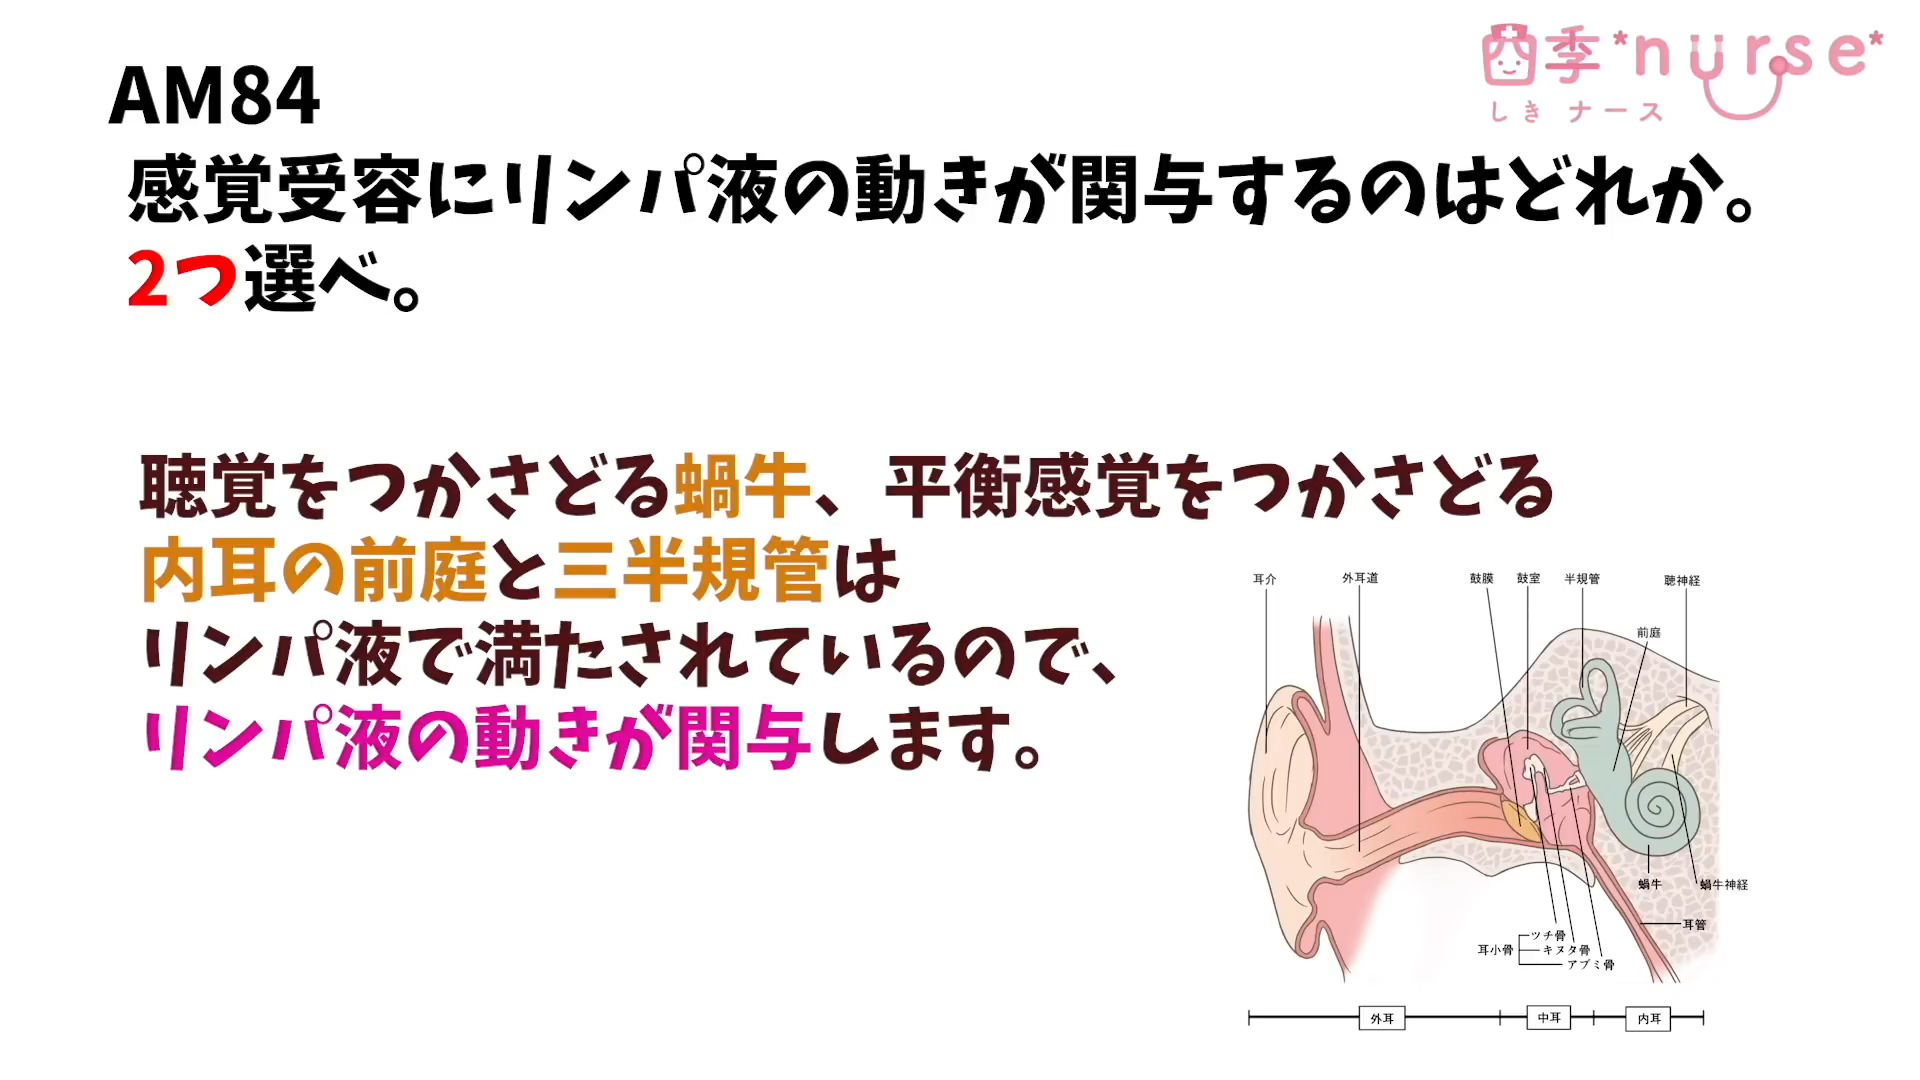 四季*nurse*
しき ナース
AM84
感覚受容にリンパ液の動きが関与するのはどれか。
2つ選べ。
聴覚をつかさどる蝸牛、平衡感覚をつかさどる
内耳の前庭と三半規管は
リンパ液で満たされているので、
リンパ液の動きが関与します。
耳介 外耳道 鼓膜 鼓室 半規管 聴神経
前庭
蝸牛 蝸牛神経
耳管
ツチ骨
耳小骨 キヌタ骨
アブミ骨
外耳 中耳 内耳